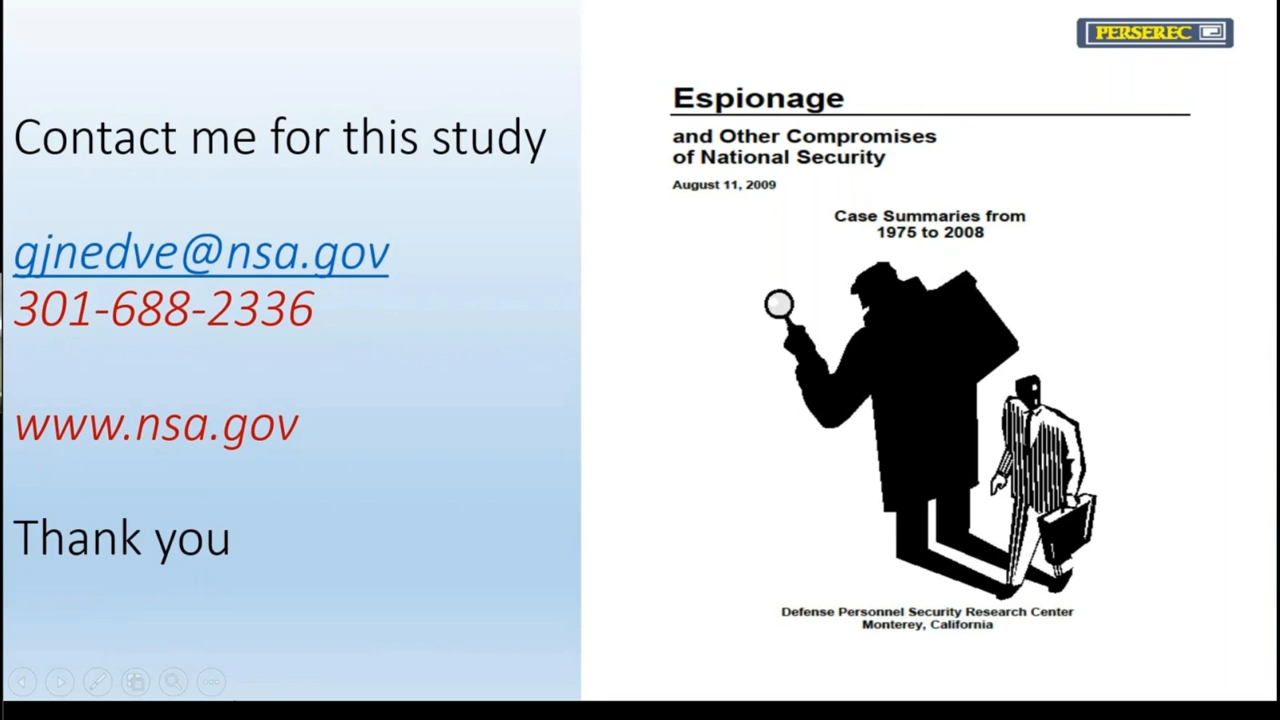 Contact me for this study
gjnedve@nsa.gov
301-688-2336
www.nsa.gov
Thank you
PERSEREC
Espionage
and Other Compromises
of National Security
August 11, 2009
Case Summaries from
1975 to 2008
Defense Personnel Security Research Center
Monterey, California